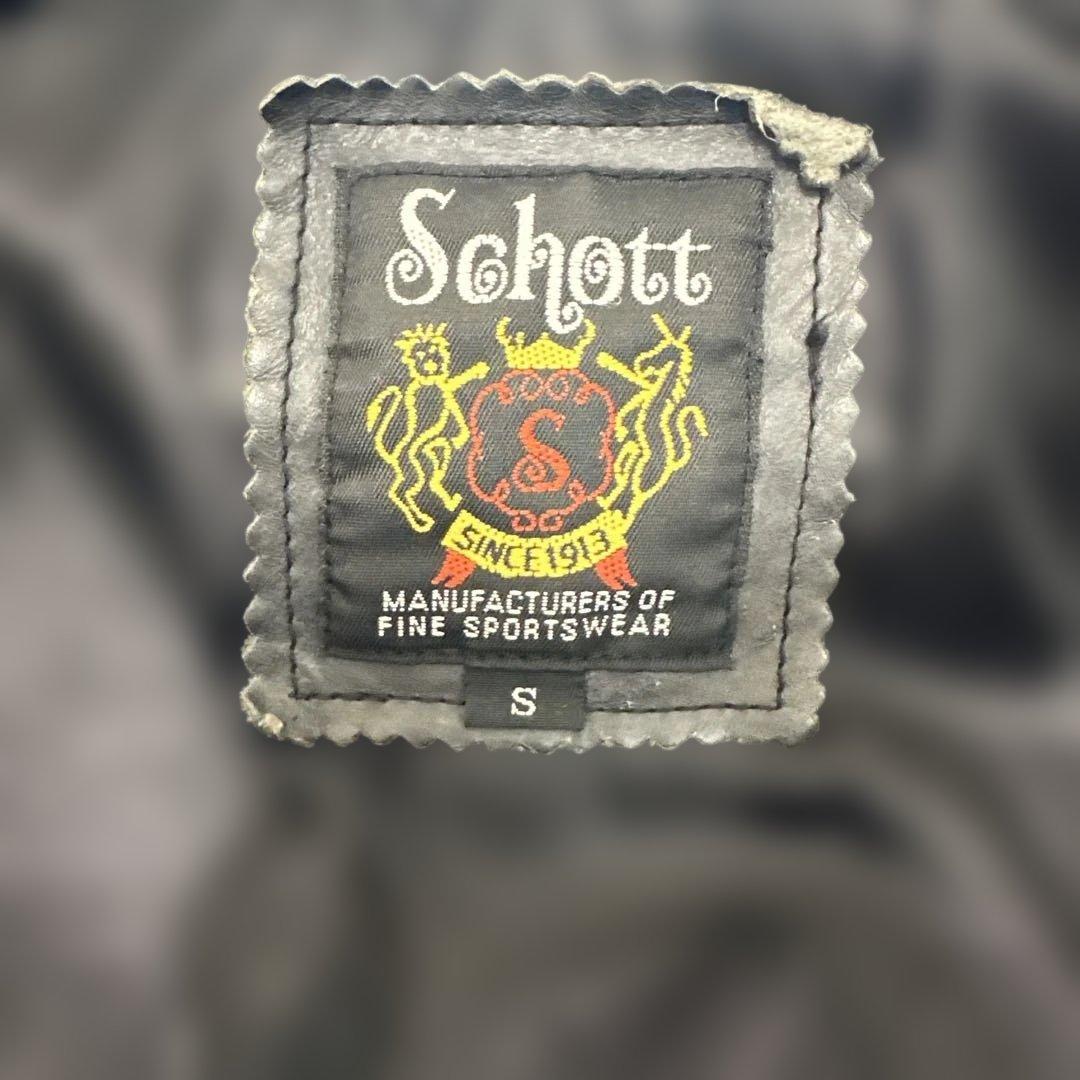 Schott
S
SINCE 1913
MANUFACTURERS OF
FINE SPORTSWEAR
S